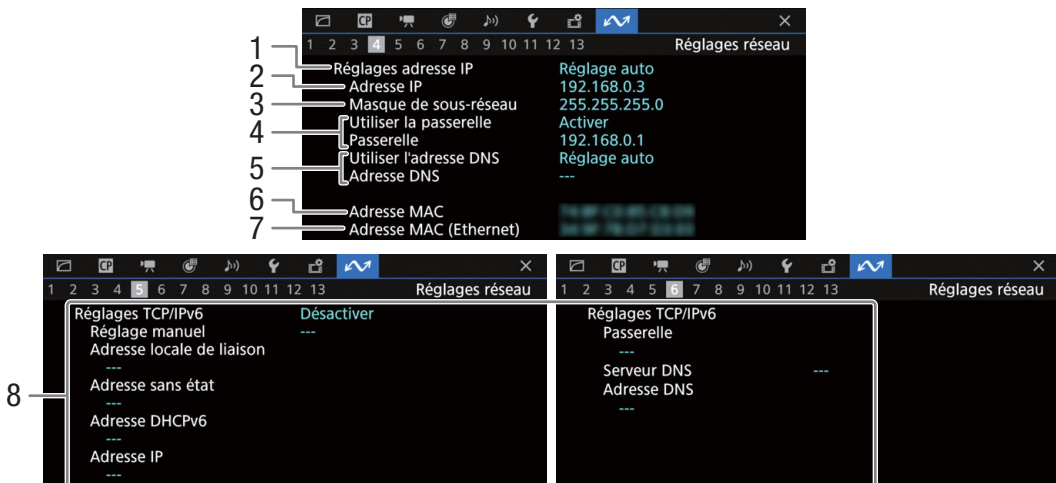 CP
1 2 3 4 5 6 7 8 9 10 11 12 13 Réglages réseau
1 Réglages adresse IP Réglage auto
2 Adresse IP 192.168.0.3
3 Masque de sous-réseau 255.255.255.0
4 Utiliser la passerelle Activer
Passerelle 192.168.0.1
5 Utiliser l'adresse DNS Réglage auto
Adresse DNS ---
6 Adresse MAC
7 Adresse MAC (Ethernet)
8
CP
1 2 3 4 5 6 7 8 9 10 11 12 13 Réglages réseau
Réglages TCP/IPv6 Désactiver
Réglage manuel ---
Adresse locale de liaison
---
Adresse sans état
---
Adresse DHCPv6
---
Adresse IP
---
CP
1 2 3 4 5 6 7 8 9 10 11 12 13 Réglages réseau
Réglages TCP/IPv6
Passerelle
---
Serveur DNS ---
Adresse DNS
---